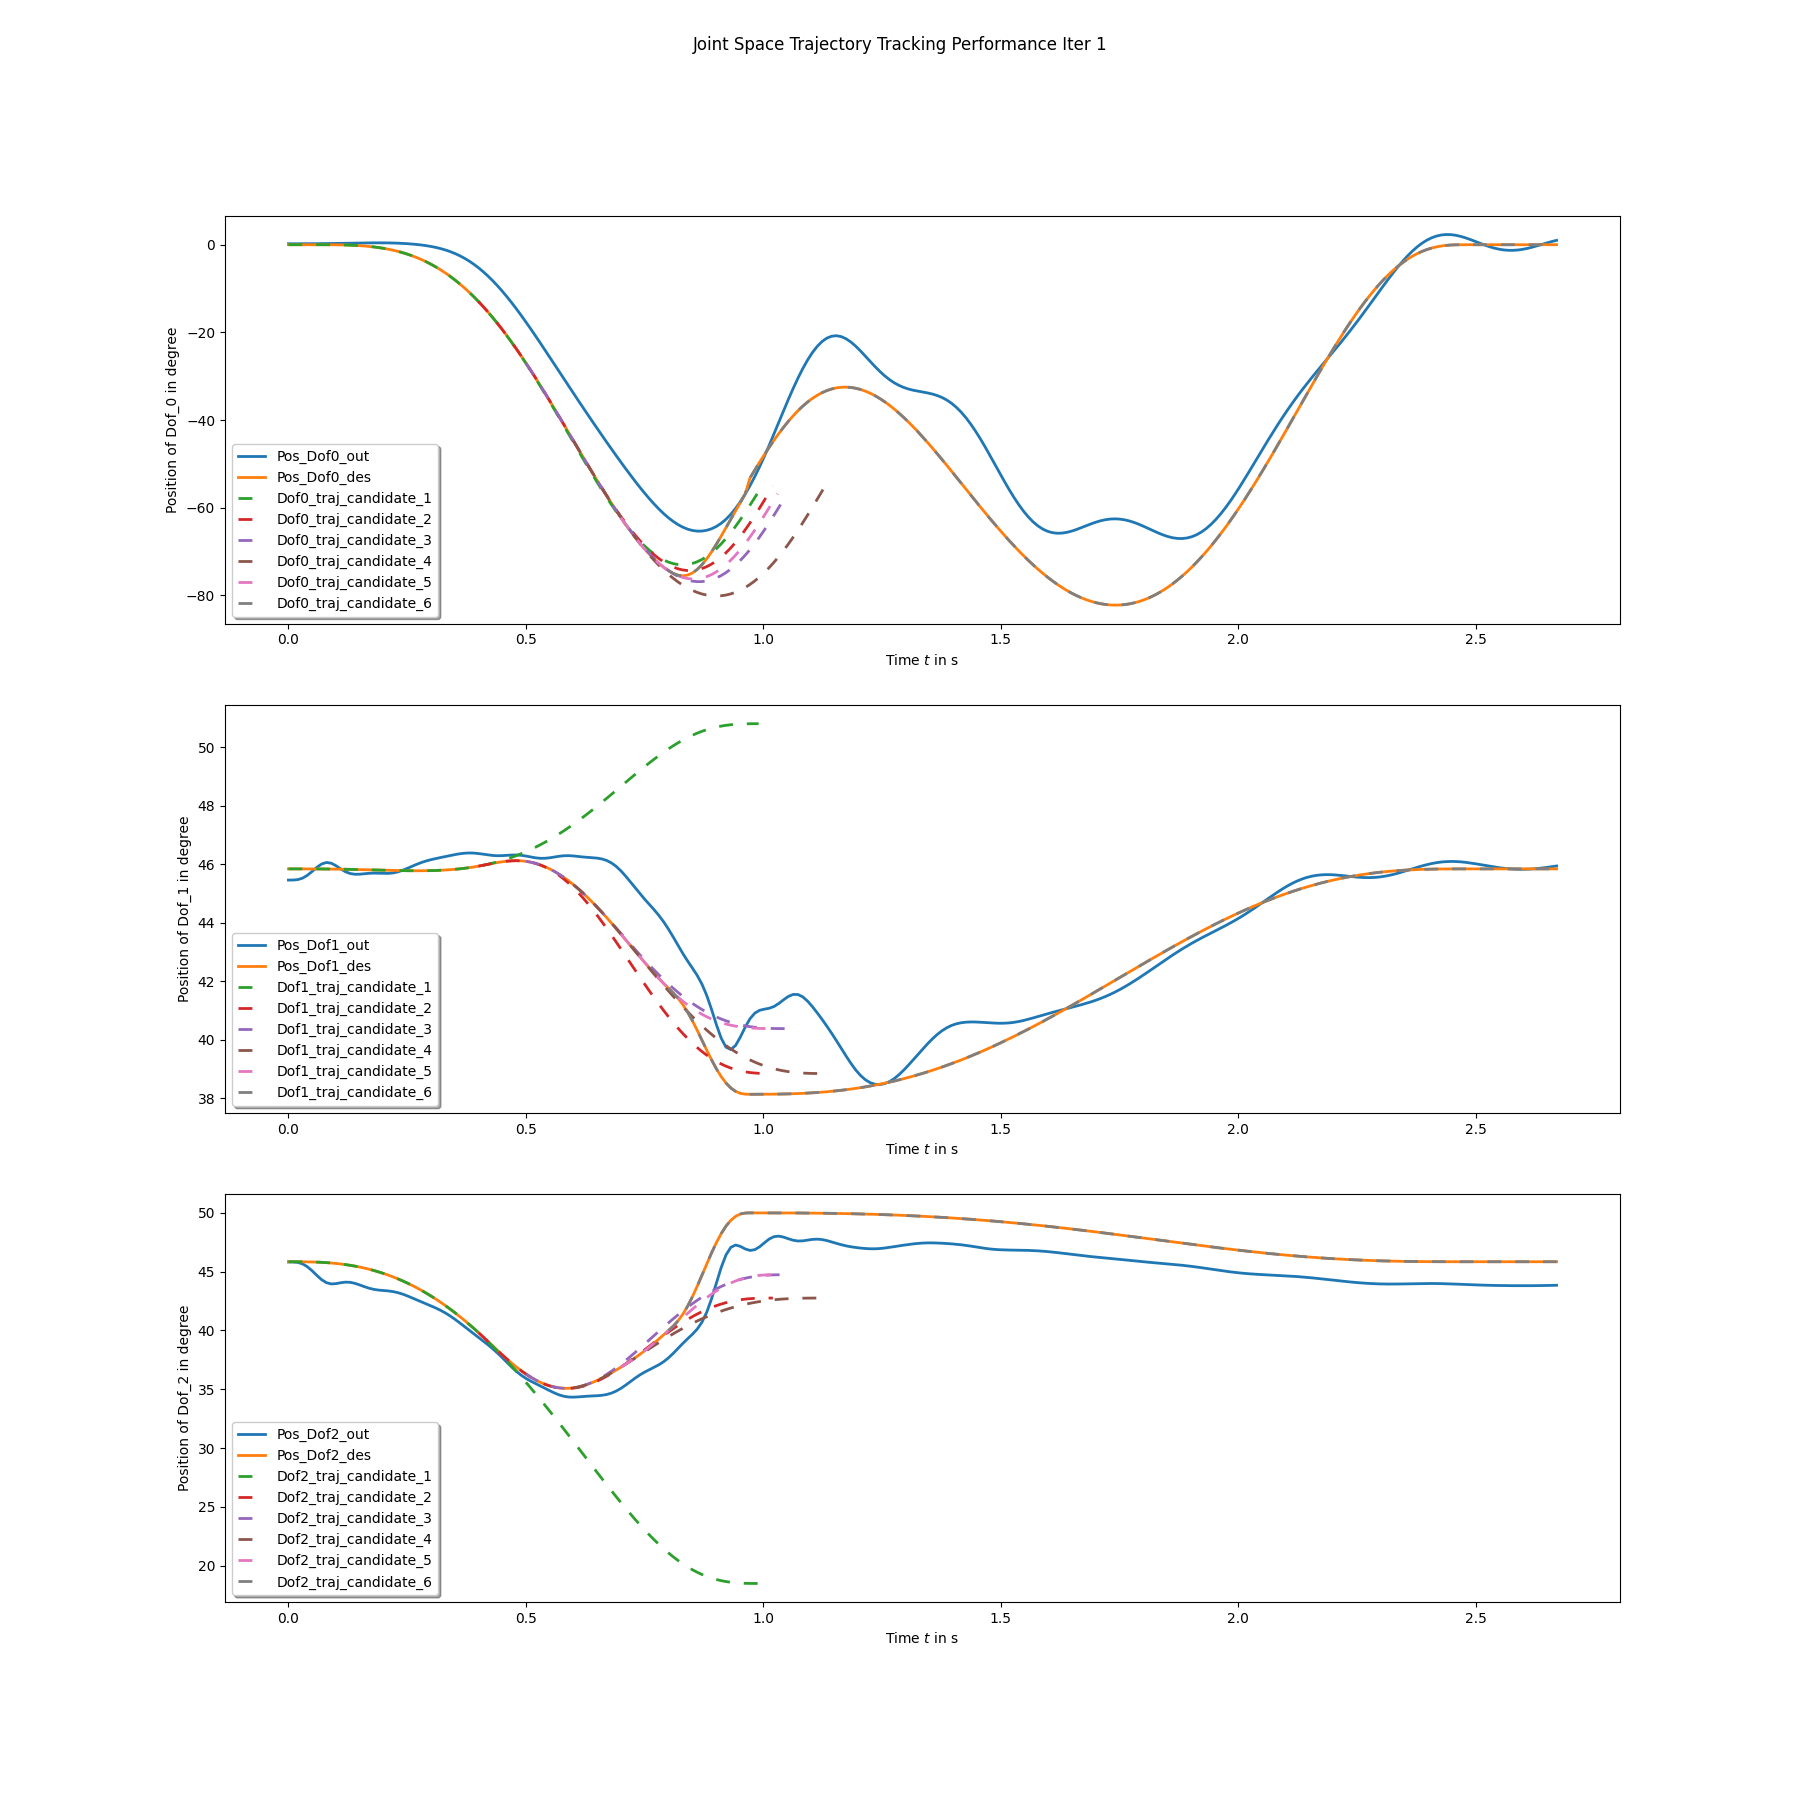 Joint Space Trajectory Tracking Performance Iter 1
Position of Dof_0 in degree
0
−20
−40
−60
−80
Pos_Dof0_out
Pos_Dof0_des
Dof0_traj_candidate_1
Dof0_traj_candidate_2
Dof0_traj_candidate_3
Dof0_traj_candidate_4
Dof0_traj_candidate_5
Dof0_traj_candidate_6
0.0 0.5 1.0 1.5 2.0 2.5
Time t in s
Position of Dof_1 in degree
50
48
46
44
42
40
38
Pos_Dof1_out
Pos_Dof1_des
Dof1_traj_candidate_1
Dof1_traj_candidate_2
Dof1_traj_candidate_3
Dof1_traj_candidate_4
Dof1_traj_candidate_5
Dof1_traj_candidate_6
0.0 0.5 1.0 1.5 2.0 2.5
Time t in s
Position of Dof_2 in degree
50
45
40
35
30
25
20
Pos_Dof2_out
Pos_Dof2_des
Dof2_traj_candidate_1
Dof2_traj_candidate_2
Dof2_traj_candidate_3
Dof2_traj_candidate_4
Dof2_traj_candidate_5
Dof2_traj_candidate_6
0.0 0.5 1.0 1.5 2.0 2.5
Time t in s